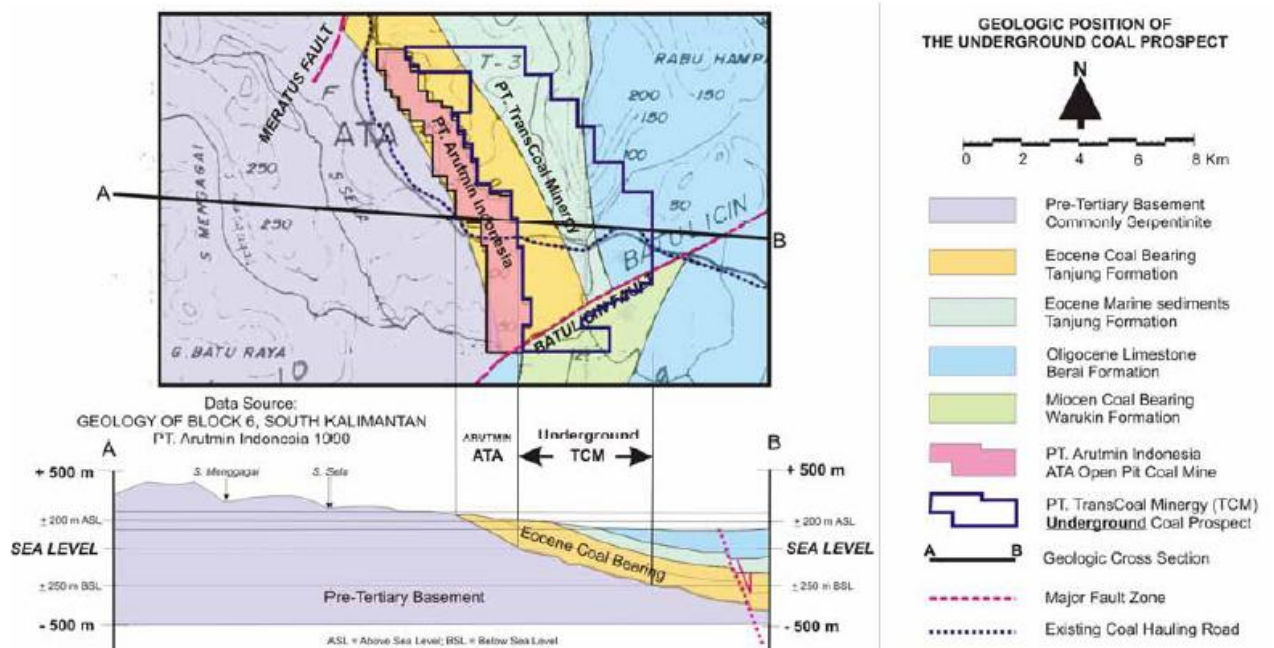 MERATUS FAULT
F
ATA
T-3
RABU HAMPA
200
150
150
100
50
250
250
S MENGAGAI
S SELA
PT. Arutmin Indonesia
PT. TransCoal Minergy
BATULICIN
BATULICIN FAULT
G. BATU RAYA
A
B
Data Source:
GEOLOGY OF BLOCK 6, SOUTH KALIMANTAN
PT. Arutmin Indonesia 1990
A
ARUTMIN
ATA
Underground
TCM
B
+ 500 m
S. Menggagai
S. Sela
+ 500 m
± 200 m ASL
± 200 m ASL
SEA LEVEL
Eocene Coal Bearing
SEA LEVEL
± 250 m BSL
± 250 m BSL
Pre-Tertiary Basement
- 500 m
- 500 m
ASL = Above Sea Level; BSL = Below Sea Level
GEOLOGIC POSITION OF
THE UNDERGROUND COAL PROSPECT
N
0 2 4 6 8 Km
Pre-Tertiary Basement
Commonly Serpentinite
Eocene Coal Bearing
Tanjung Formation
Eocene Marine sediments
Tanjung Formation
Oligocene Limestone
Berai Formation
Miocen Coal Bearing
Warukin Formation
PT. Arutmin Indonesia
ATA Open Pit Coal Mine
PT. TransCoal Minergy (TCM)
Underground Coal Prospect
A B
Geologic Cross Section
Major Fault Zone
Existing Coal Hauling Road